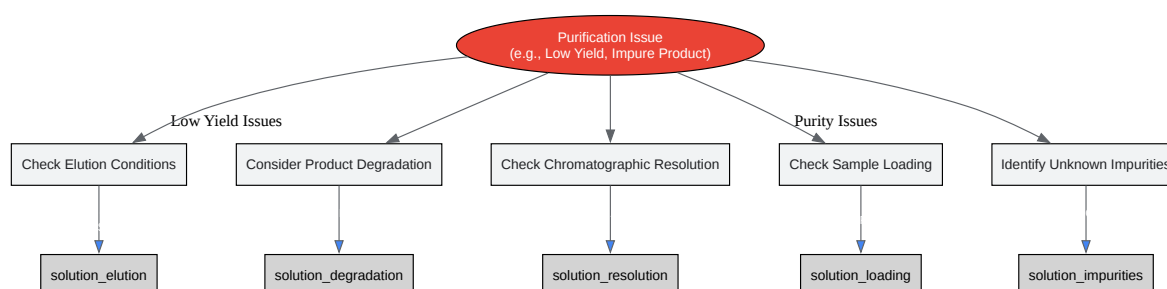 Purification Issue
(e.g., Low Yield, Impure Product)
Low Yield Issues
Purity Issues
Check Elution Conditions
Consider Product Degradation
Check Chromatographic Resolution
Check Sample Loading
Identify Unknown Impurities
solution_elution
solution_degradation
solution_resolution
solution_loading
solution_impurities